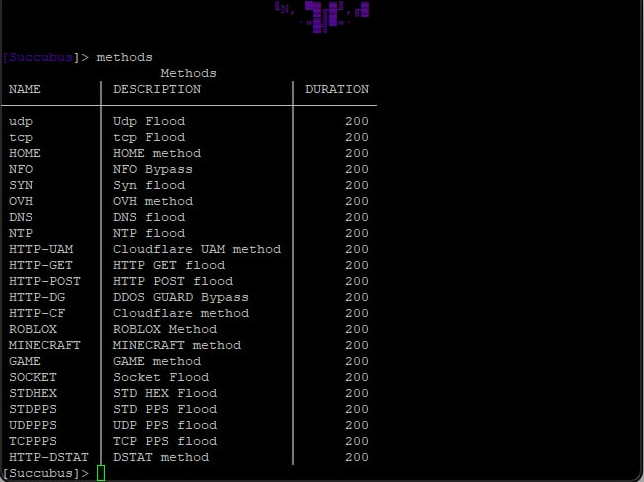 [Succubus]> methods
Methods
NAME | DESCRIPTION | DURATION
udp | Udp Flood | 200
tcp | tcp Flood | 200
HOME | HOME method | 200
NFO | NFO Bypass | 200
SYN | Syn flood | 200
OVH | OVH method | 200
DNS | DNS flood | 200
NTP | NTP flood | 200
HTTP-UAM | Cloudflare UAM method | 200
HTTP-GET | HTTP GET flood | 200
HTTP-POST | HTTP POST flood | 200
HTTP-DG | DDOS GUARD Bypass | 200
HTTP-CF | Cloudflare method | 200
ROBLOX | ROBLOX Method | 200
MINECRAFT | MINECRAFT method | 200
GAME | GAME method | 200
SOCKET | Socket Flood | 200
STDHEX | STD HEX Flood | 200
STDPPS | STD PPS Flood | 200
UDPPPS | UDP PPS flood | 200
TCPPPS | TCP PPS flood | 200
HTTP-DSTAT | DSTAT method | 200
[Succubus]>